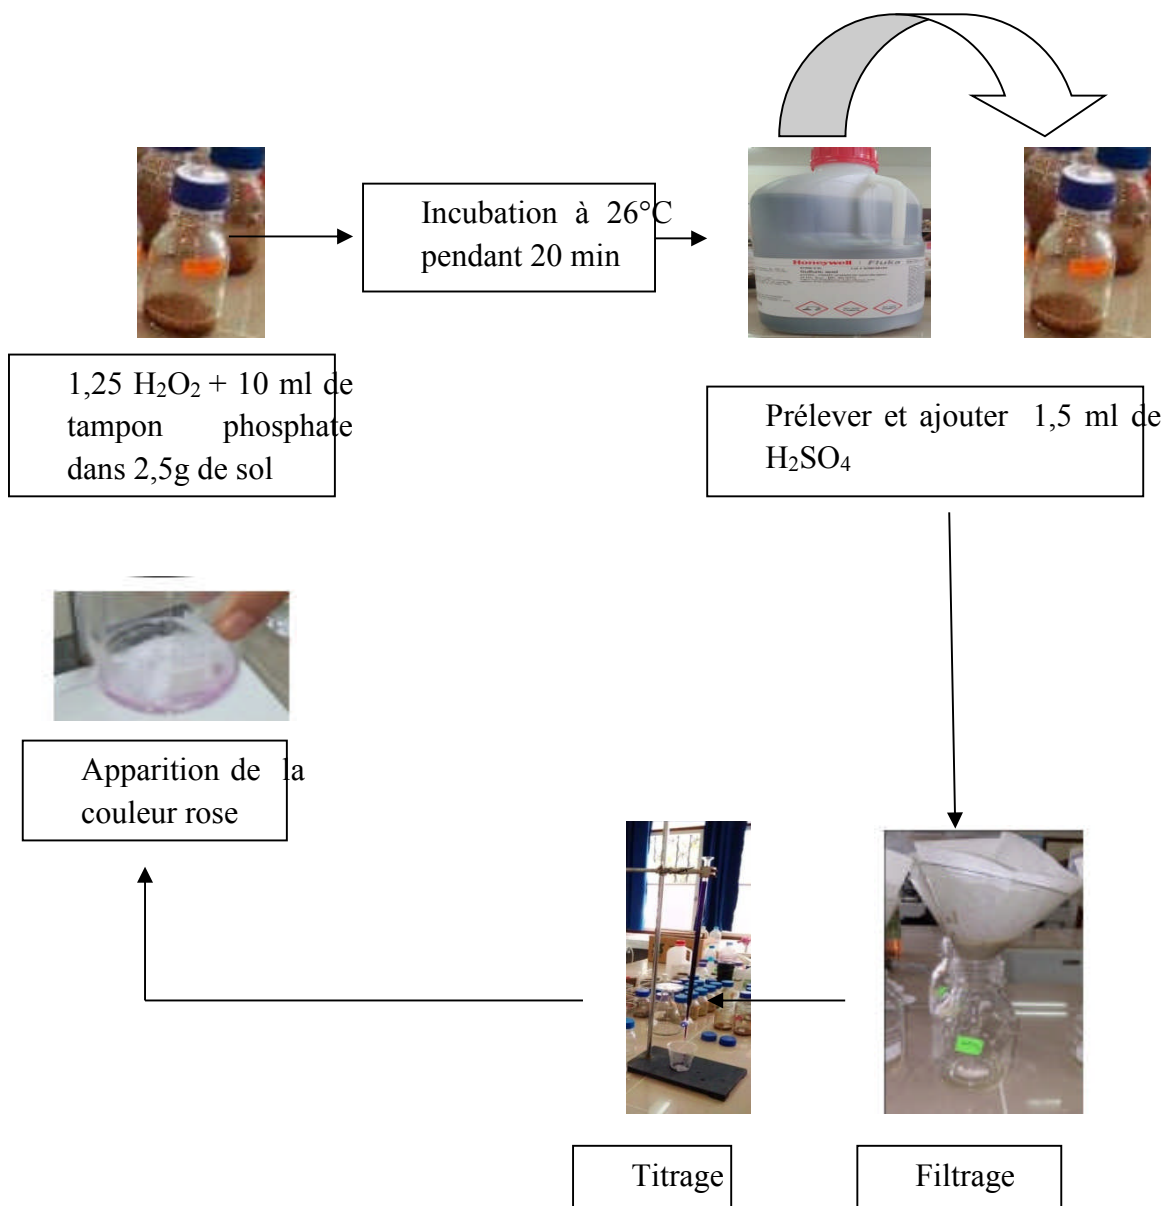 Incubation à 26°C
pendant 20 min
Honeywell Fluka
1,25 H₂O₂ + 10 ml de
tampon phosphate
dans 2,5g de sol
Prélever et ajouter 1,5 ml de
H₂SO₄
Apparition de la
couleur rose
Titrage
Filtrage